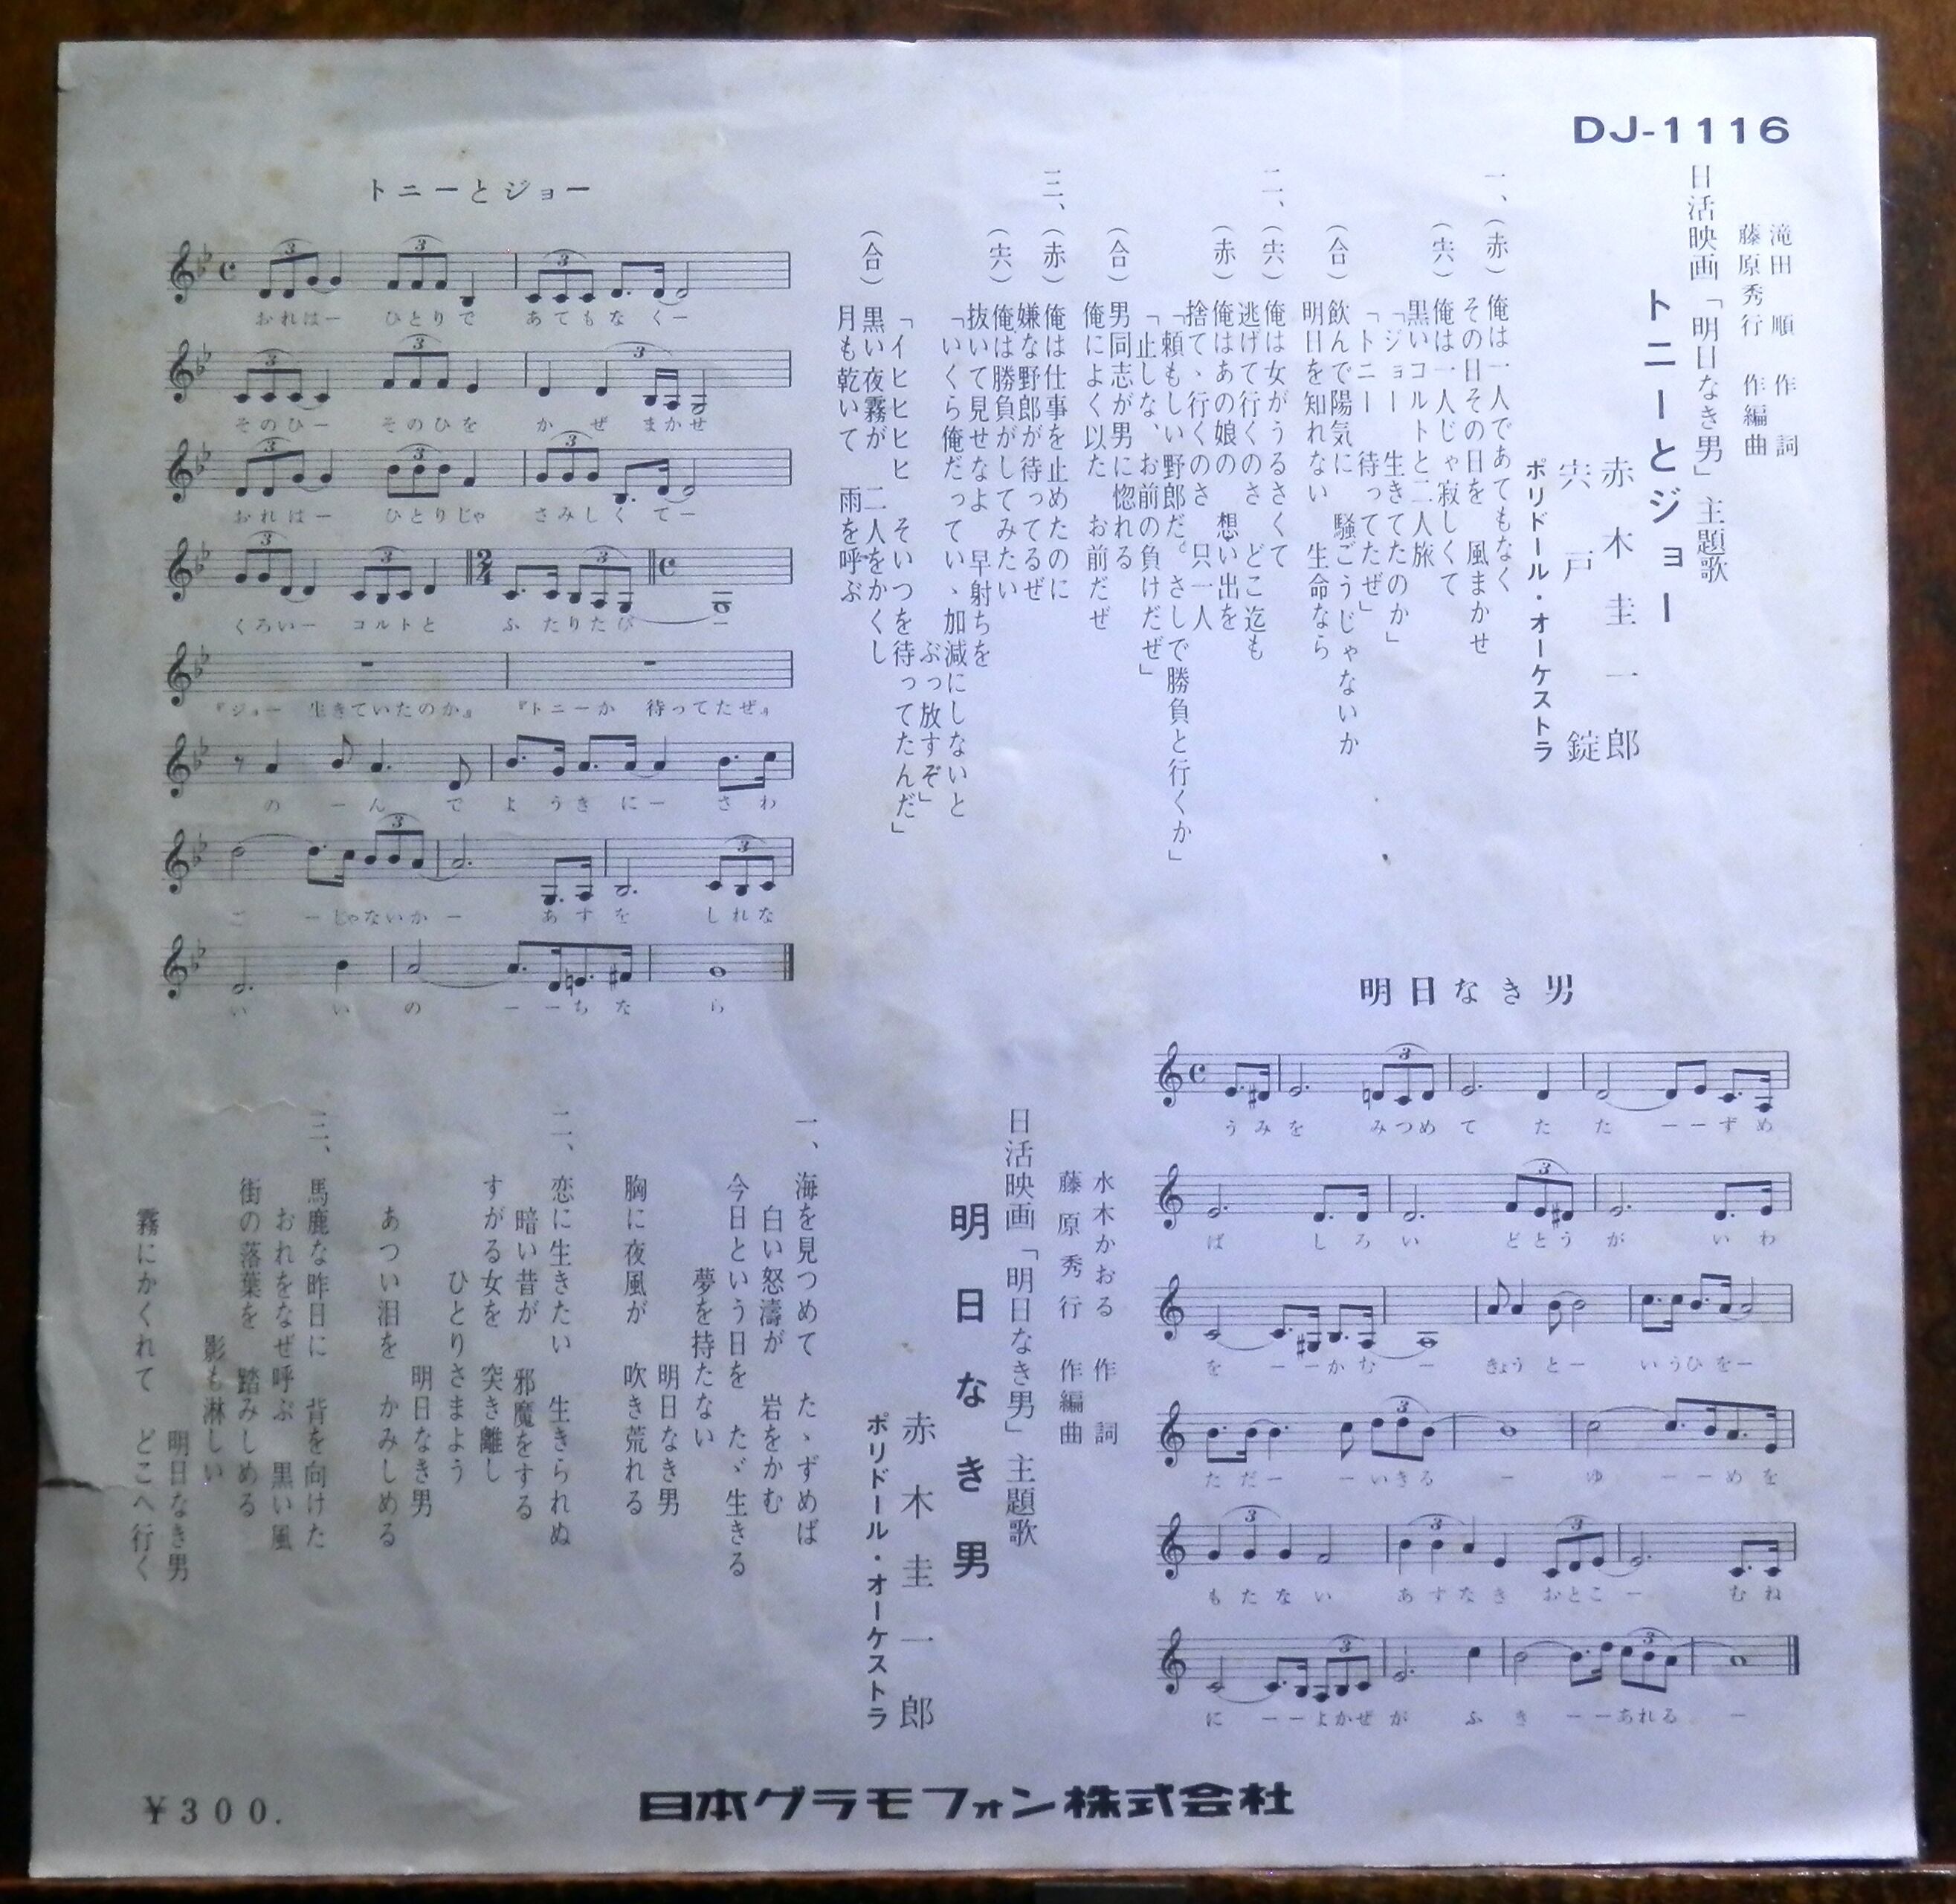 DJ-1116
滝田 順 作詞
藤原秀行 作編曲
日活映画「明日なき男」主題歌
トニーとジョー
赤木圭一郎
宍戸 錠
ポリドール・オーケストラ
一、(赤) 俺は一人であてもなく
その日その日を 風まかせ
(宍) 俺は一人じゃ寂しくて
黒いコルトと二人旅
「ジョー 生きてたのか」
「トニー 待ってたぜ」
(合) 飲んで陽気に 騒ごうじゃないか
明日を知れない 生命なら
二、(宍) 俺は女がうるさくて
逃げて行くのさ どこ迄も
(赤) 俺はあの娘の 想い出を
捨てゝ行くのさ 只一人
「頼もしい野郎だ。さしで勝負と行くか」
「止しな、お前の負けだぜ」
(合) 男同志が男に惚れる
俺によく以た お前だぜ
三、(赤) 俺は仕事を止めたのに
嫌な野郎が待ってるぜ
(宍) 俺は勝負がしてみたい
抜いて見せなよ 早射ちを
「いくら俺だっていゝ加減にしないと
ぶっ放すぞ」
「イヒヒヒヒ そいつを待ってたんだ」
(合) 黒い夜霧が 二人をかくし
月も乾いて 雨を呼ぶ
トニーとジョー
3 3 3
おれはー ひとりで あてもな くー
3 3 3
そのひー そのひを か ぜ まかせ
3 3 3
おれはー ひとりじゃ さみしく てー
3 3 2/4 3
くろいー コルトと ふ たりたび ー
『ジョー 生きていたのか』 『トニーか 待ってたぜ』
の ーん で よ うき にー さ わ
3 3
ご ーじゃないか ー あ す を しれな
い い の ー ーち な ら
明日なき男
3
う み を みつめ て た た ーーず め
3
ば し ろ い どとう が い わ
を ーーか む ー きょう とー いうひ をー
3
た だー ーいきる ー ゆ ーーめ を
3 3 3
も た な い あ す な き おとこ ー む ね
3 3
に ーーよかぜ が ふ き ーーあれる ー
水木かおる 作詞
藤原秀行 作編曲
日活映画「明日なき男」主題歌
明日なき男
赤木圭一郎
ポリドール・オーケストラ
一、海を見つめて たゝずめば
白い怒濤が 岩をかむ
今日という日を たゞ生きる
夢を持たない
明日なき男
胸に夜風が 吹き荒れる
二、恋に生きたい 生きられぬ
暗い昔が 邪魔をする
すがる女を 突き離し
ひとりさまよう
明日なき男
あつい泪を かみしめる
三、馬鹿な昨日に 背を向けた
おれをなぜ呼ぶ 黒い風
街の落葉を 踏みしめる
影も淋しい
明日なき男
霧にかくれて どこへ行く
¥300.
日本グラモフォン株式会社